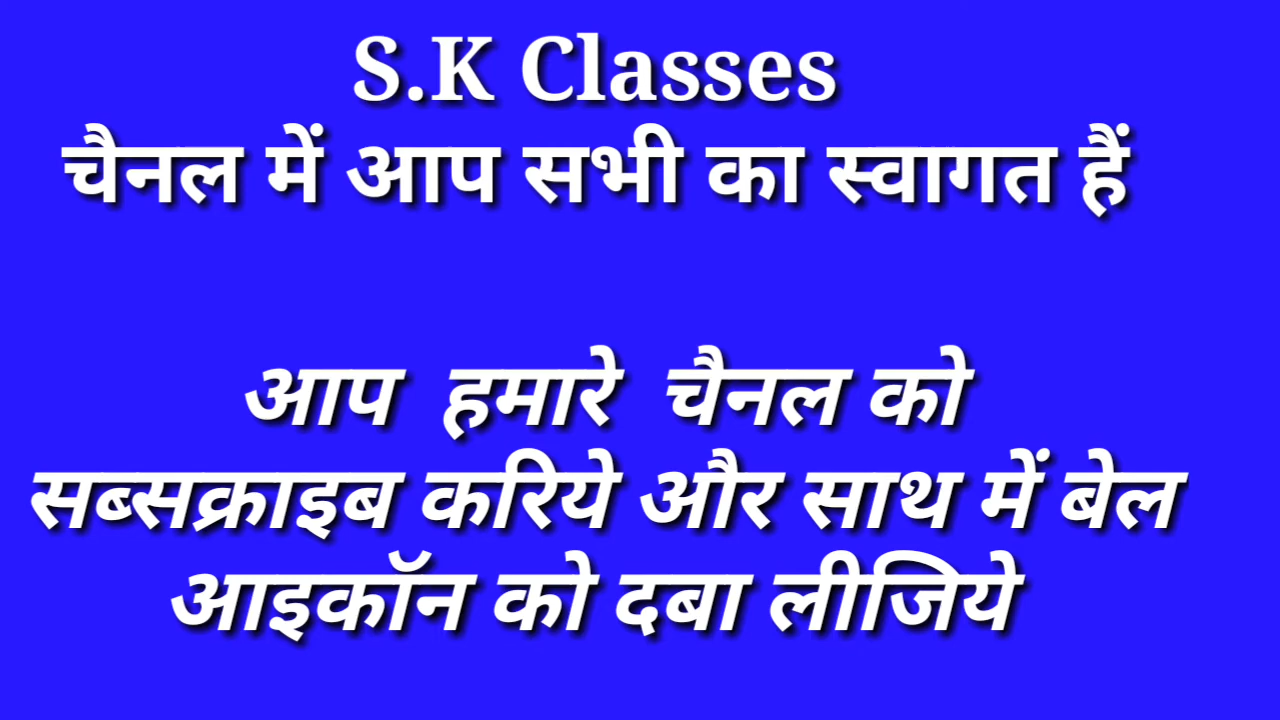 S.K Classes
चैनल में आप सभी का स्वागत हैं
आप हमारे चैनल को
सब्सक्राइब करिये और साथ में बेल
आइकॉन को दबा लीजिये